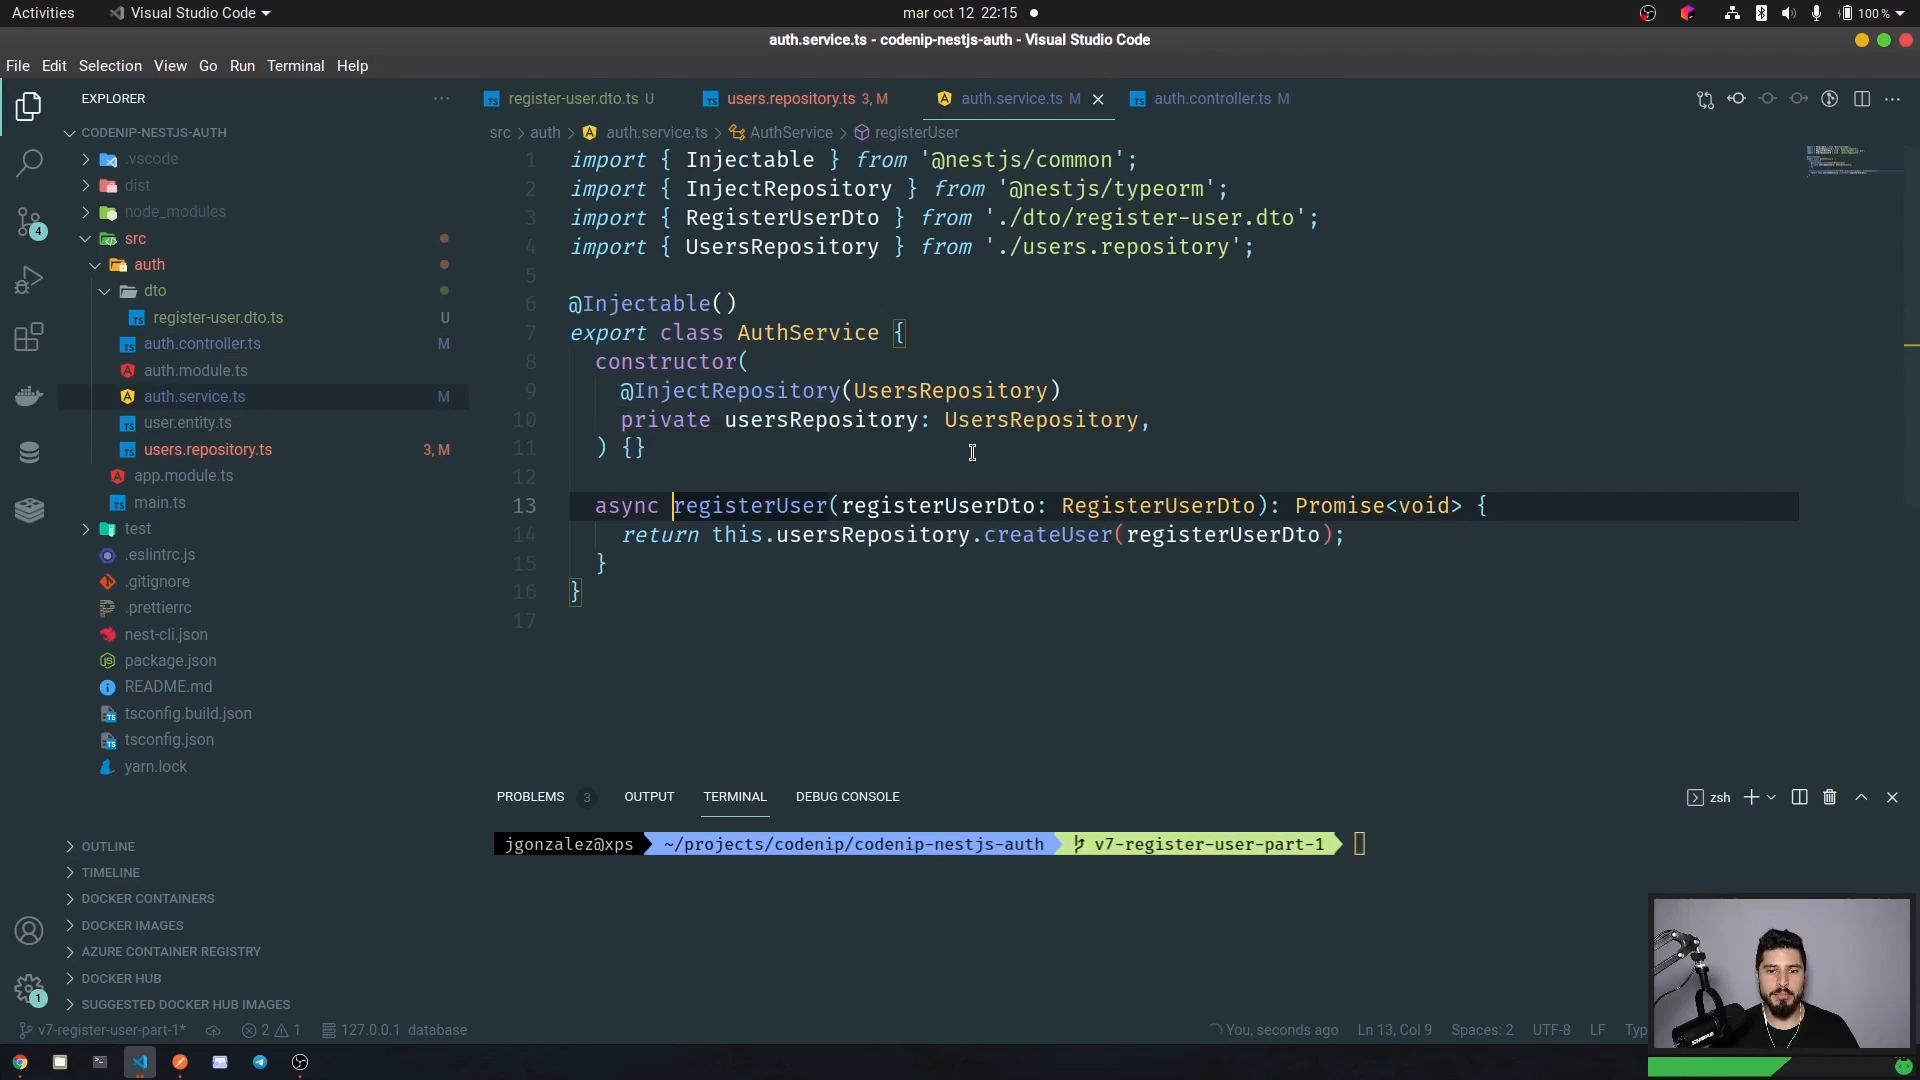 Activities
Visual Studio Code
mar oct 12 22:15
100 %
auth.service.ts - codenip-nestjs-auth - Visual Studio Code
File Edit Selection View Go Run Terminal Help
EXPLORER
register-user.dto.ts U
users.repository.ts 3, M
auth.service.ts M
auth.controller.ts M
src > auth > auth.service.ts > AuthService > registerUser
CODENIP-NESTJS-AUTH
.vscode
dist
node_modules
src
auth
dto
register-user.dto.ts U
auth.controller.ts M
auth.module.ts
auth.service.ts M
user.entity.ts
users.repository.ts 3, M
app.module.ts
main.ts
test
.eslintrc.js
.gitignore
.prettierrc
nest-cli.json
package.json
README.md
tsconfig.build.json
tsconfig.json
yarn.lock
OUTLINE
TIMELINE
DOCKER CONTAINERS
DOCKER IMAGES
AZURE CONTAINER REGISTRY
DOCKER HUB
SUGGESTED DOCKER HUB IMAGES
4
1
1 import { Injectable } from '@nestjs/common';
2 import { InjectRepository } from '@nestjs/typeorm';
3 import { RegisterUserDto } from './dto/register-user.dto';
4 import { UsersRepository } from './users.repository';
5
6 @Injectable()
7 export class AuthService {
8 constructor(
9 @InjectRepository(UsersRepository)
10 private usersRepository: UsersRepository,
11 ) {}
12
13 async registerUser(registerUserDto: RegisterUserDto): Promise<void> {
14 return this.usersRepository.createUser(registerUserDto);
15 }
16 }
17
PROBLEMS 3 OUTPUT TERMINAL DEBUG CONSOLE
zsh
jgonzalez@xps ~/projects/codenip/codenip-nestjs-auth v7-register-user-part-1
v7-register-user-part-1* 2 1 127.0.0.1 database
You, seconds ago Ln 13, Col 9 Spaces: 2 UTF-8 LF Typ